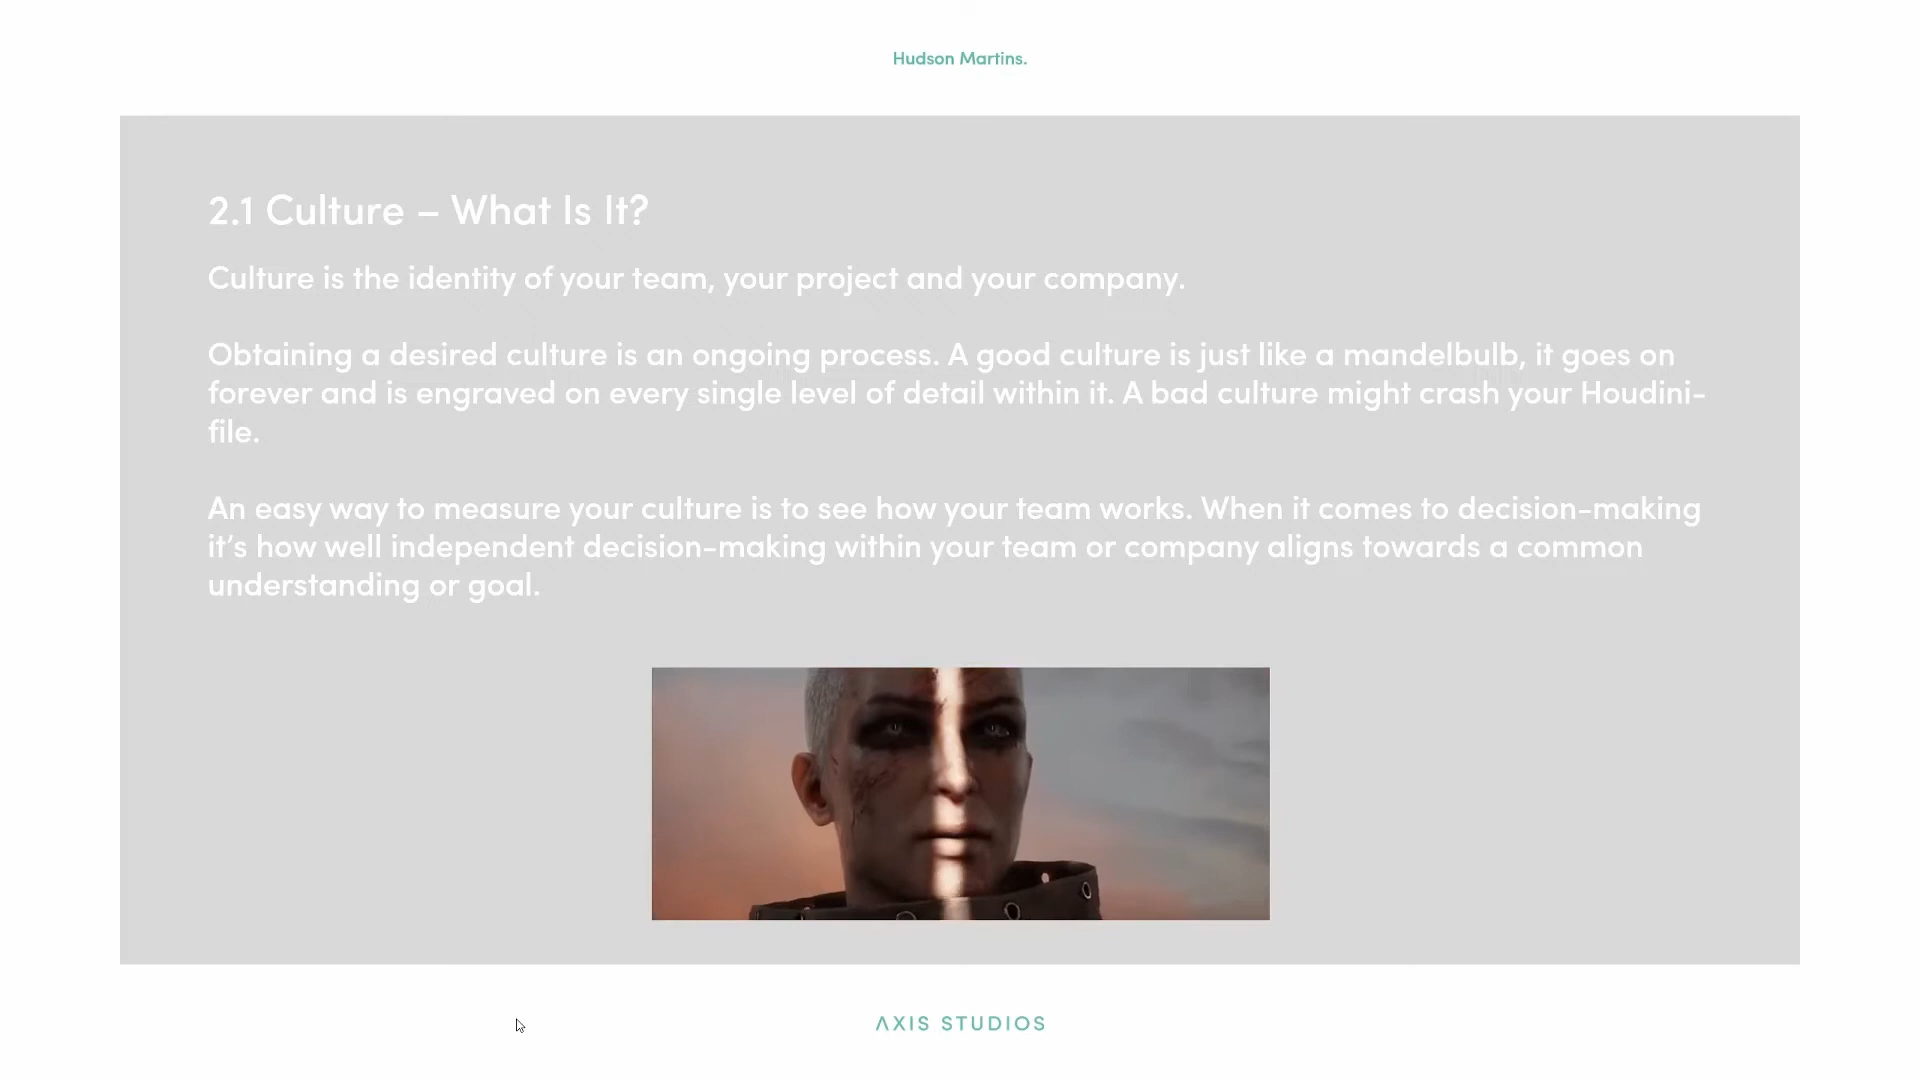 Hudson Martins.
2.1 Culture – What Is It?
Culture is the identity of your team, your project and your company.
Obtaining a desired culture is an ongoing process. A good culture is just like a mandelbulb, it goes on
forever and is engraved on every single level of detail within it. A bad culture might crash your Houdini-
file.
An easy way to measure your culture is to see how your team works. When it comes to decision-making
it’s how well independent decision-making within your team or company aligns towards a common
understanding or goal.
AXIS STUDIOS